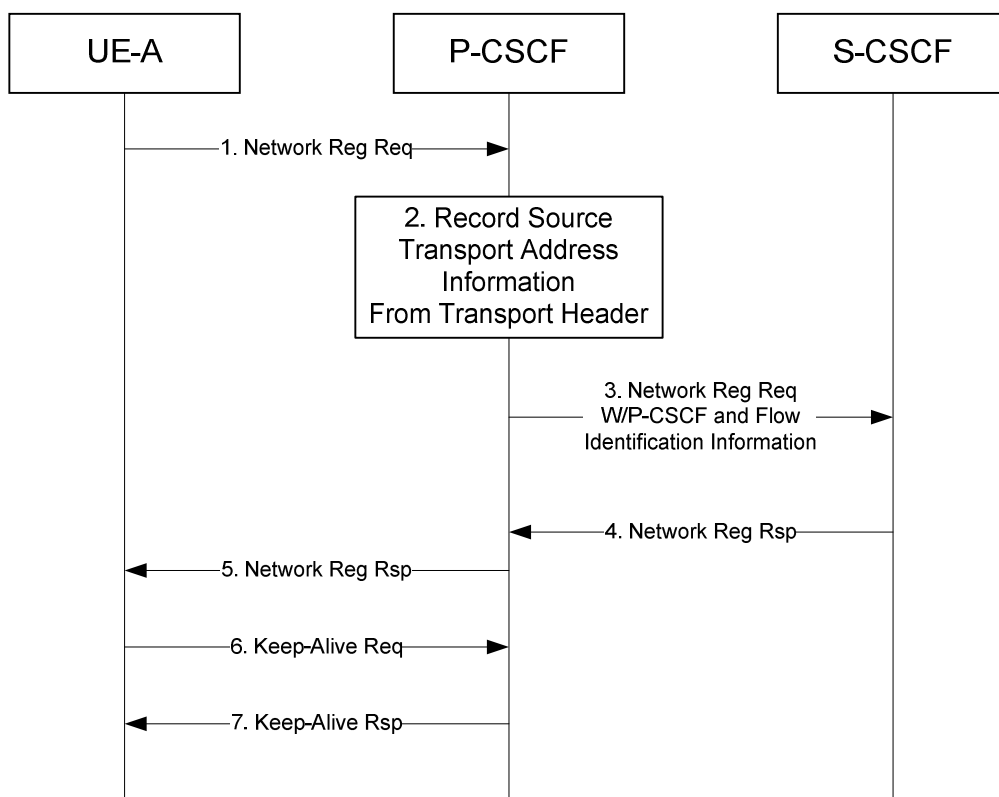 UE-A
P-CSCF
S-CSCF
1. Network Reg Req
2. Record Source
Transport Address
Information
From Transport Header
3. Network Reg Req
W/P-CSCF and Flow
Identification Information
4. Network Reg Rsp
5. Network Reg Rsp
6. Keep-Alive Req
7. Keep-Alive Rsp